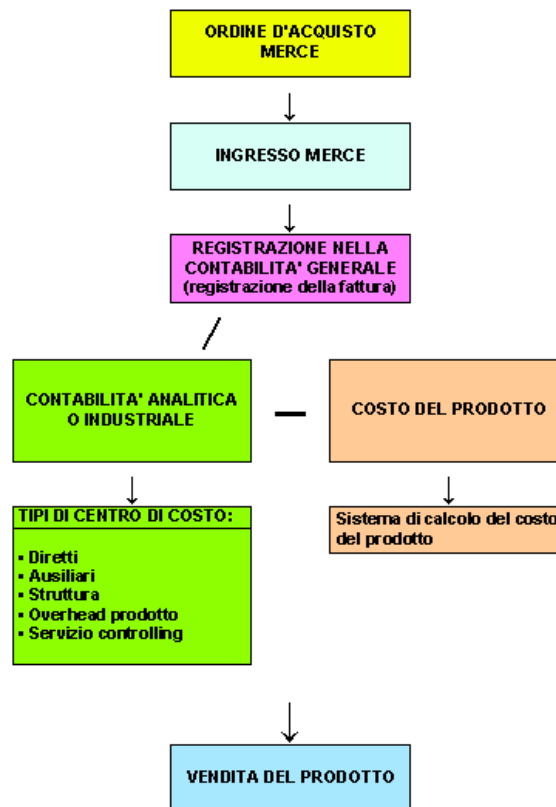 ORDINE D'ACQUISTO
MERCE
INGRESSO MERCE
REGISTRAZIONE NELLA
CONTABILITA' GENERALE
(registrazione della fattura)
CONTABILITA' ANALITICA
O INDUSTRIALE
COSTO DEL PRODOTTO
TIPI DI CENTRO DI COSTO:
▪ Diretti
▪ Ausiliari
▪ Struttura
▪ Overhead prodotto
▪ Servizio controlling
Sistema di calcolo del costo
del prodotto
VENDITA DEL PRODOTTO